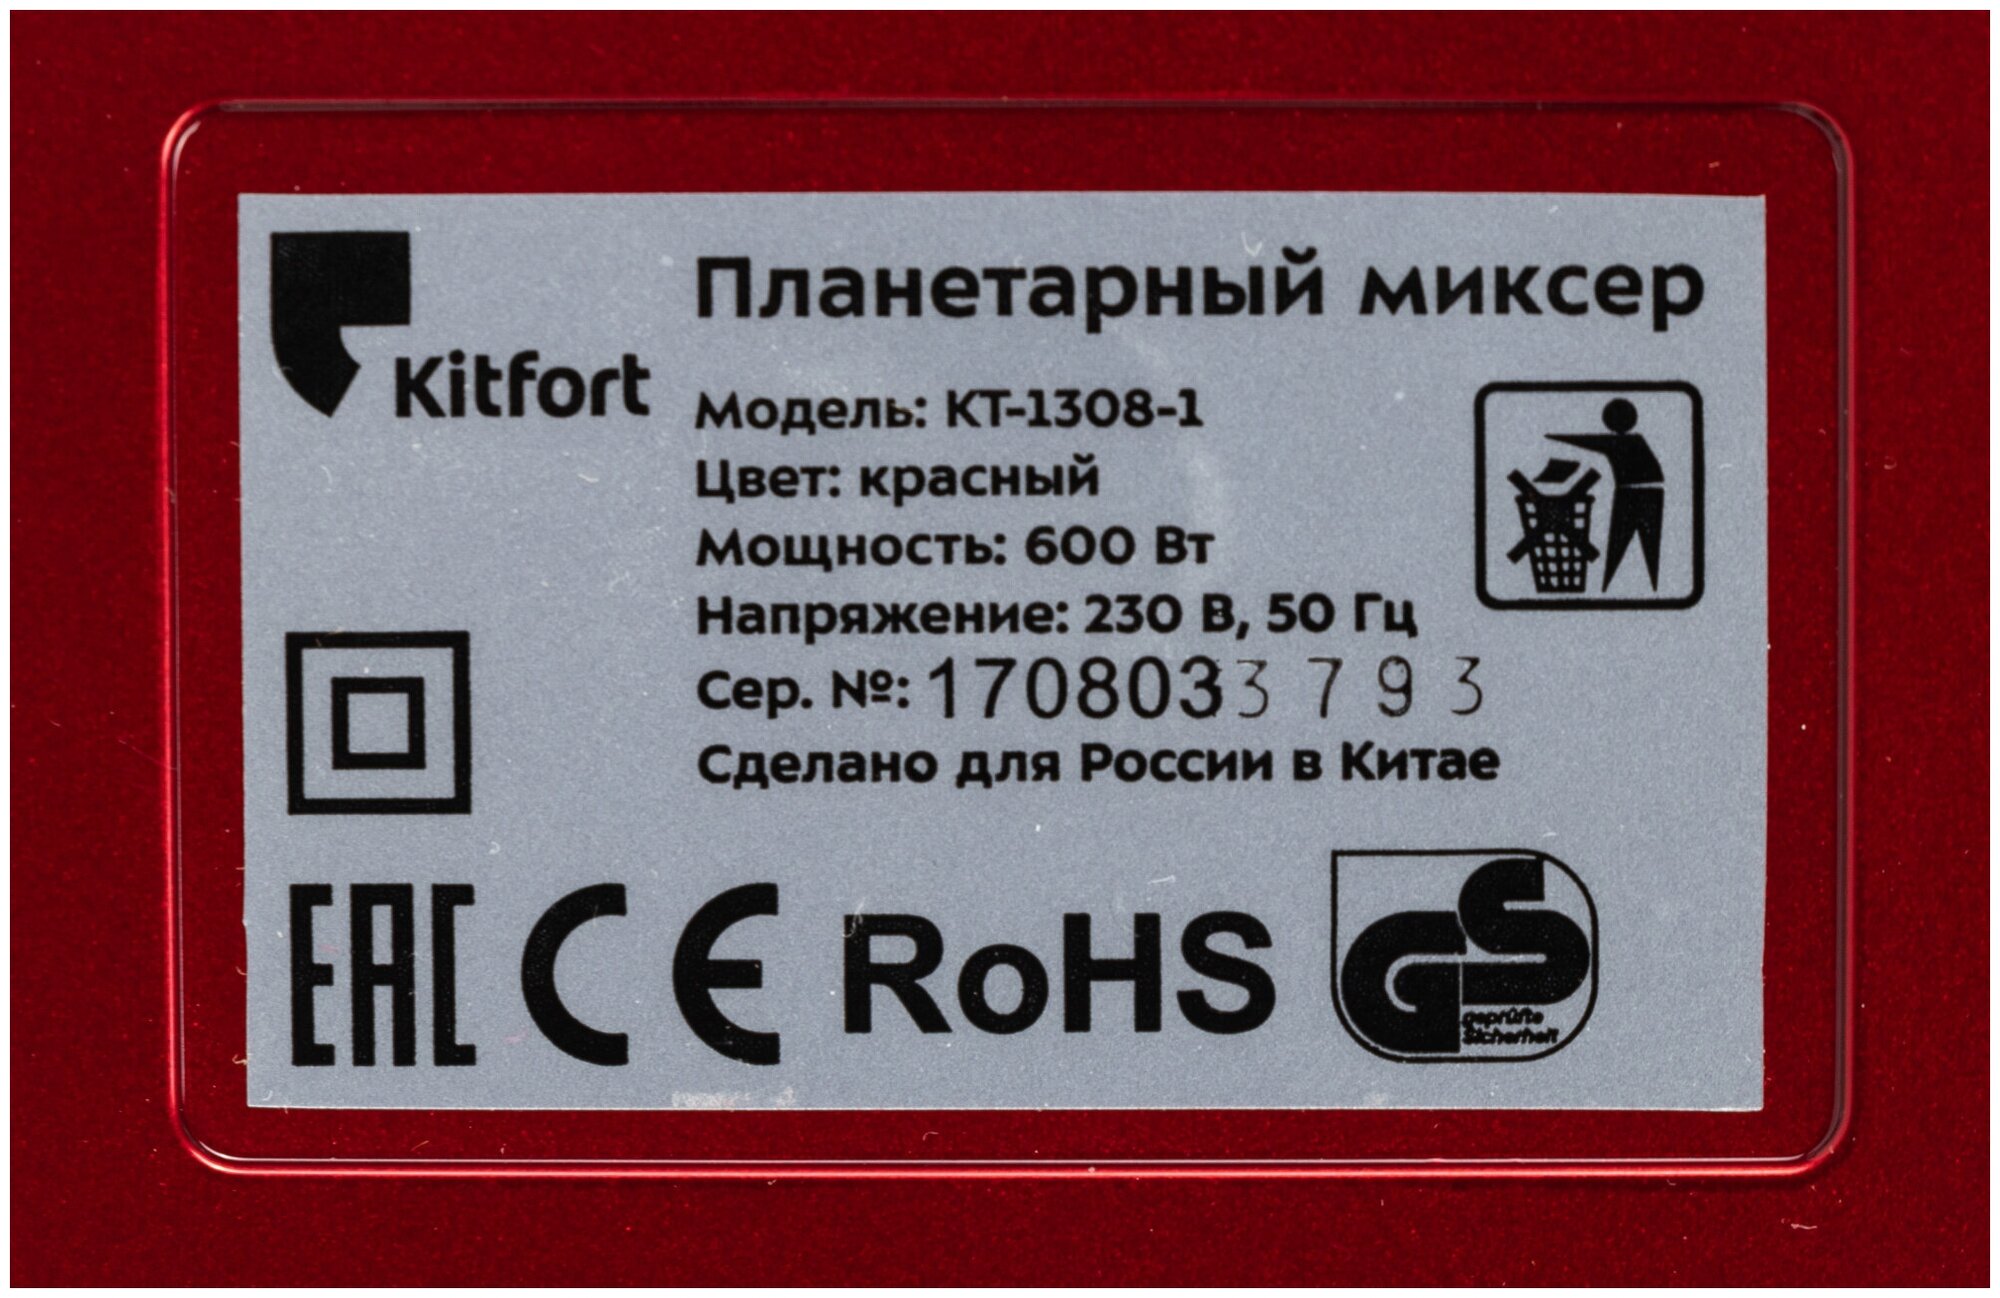 Kitfort
Планетарный миксер
Модель: КТ-1308-1
Цвет: красный
Мощность: 600 Вт
Напряжение: 230 В, 50 Гц
Сер. №: 1708033793
Сделано для России в Китае
EAC CE RoHS GS
geprüfte
Sicherheit